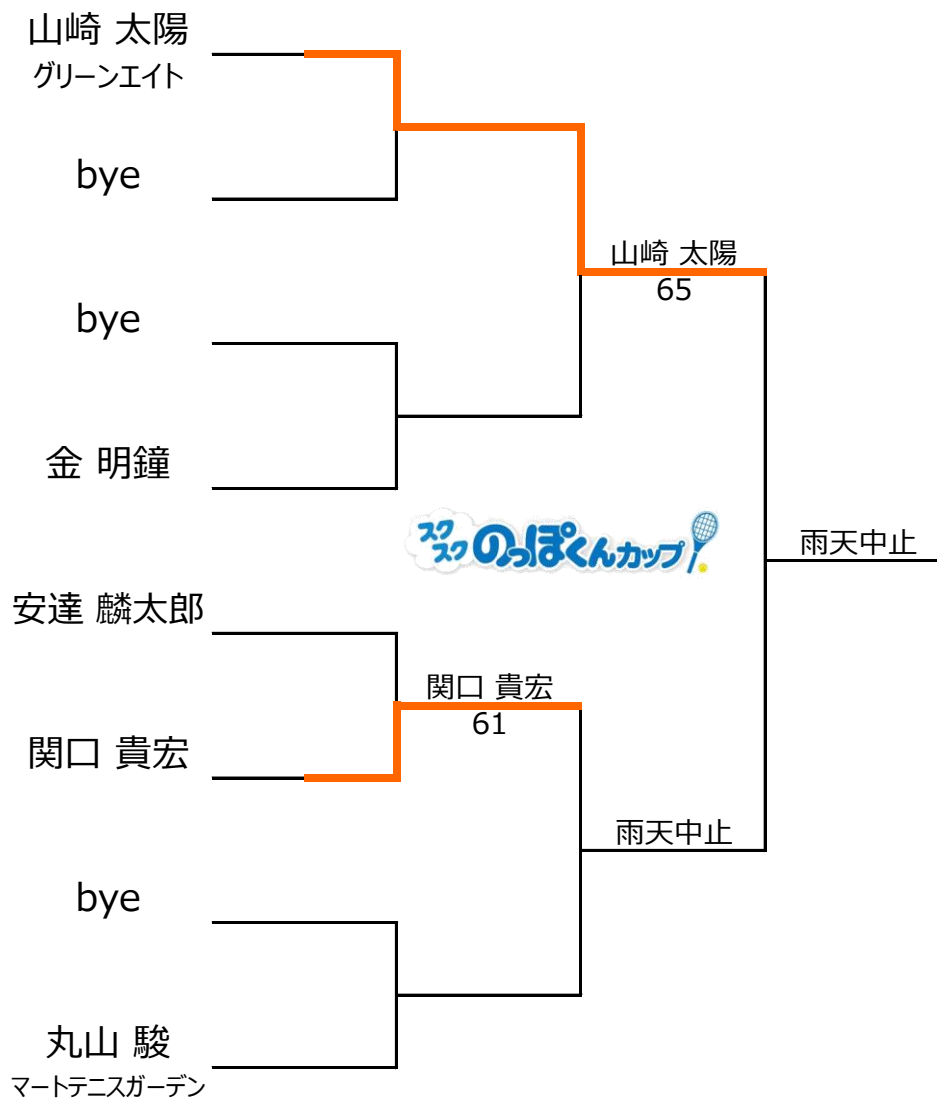 山崎 太陽
グリーンエイト
bye
bye
金 明鐘
安達 麟太郎
関口 貴宏
bye
丸山 駿
マートテニスガーデン
関口 貴宏
61
山崎 太陽
65
雨天中止
雨天中止
スク
スク のっぽくんカップ